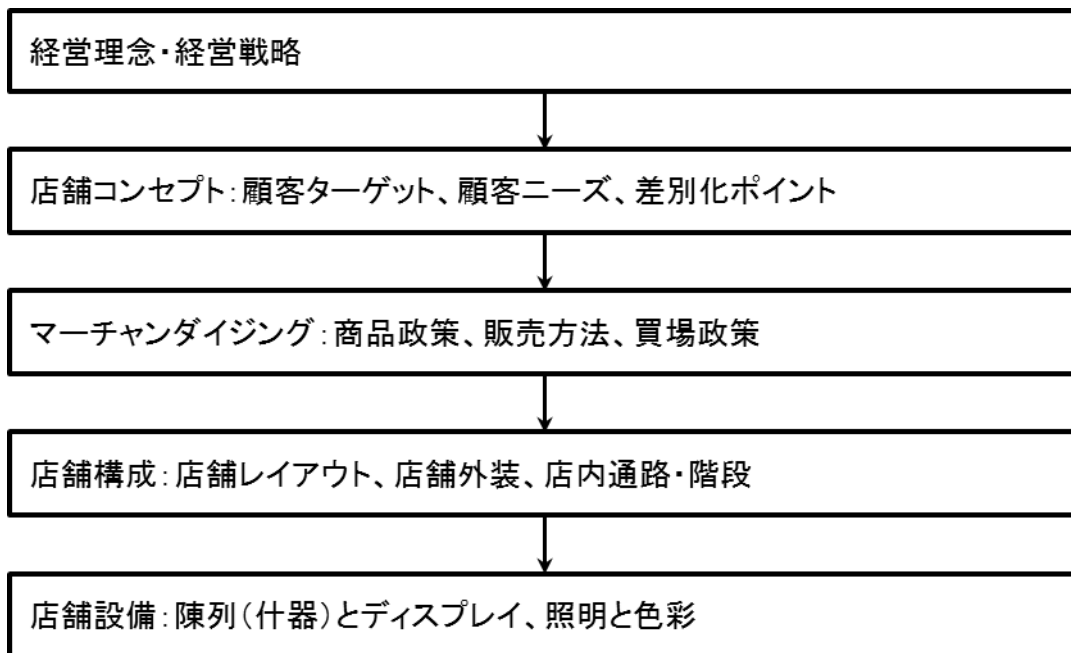 経営理念・経営戦略
店舗コンセプト：顧客ターゲット、顧客ニーズ、差別化ポイント
マーチャンダイジング：商品政策、販売方法、買場政策
店舗構成：店舗レイアウト、店舗外装、店内通路・階段
店舗設備：陳列（什器）とディスプレイ、照明と色彩